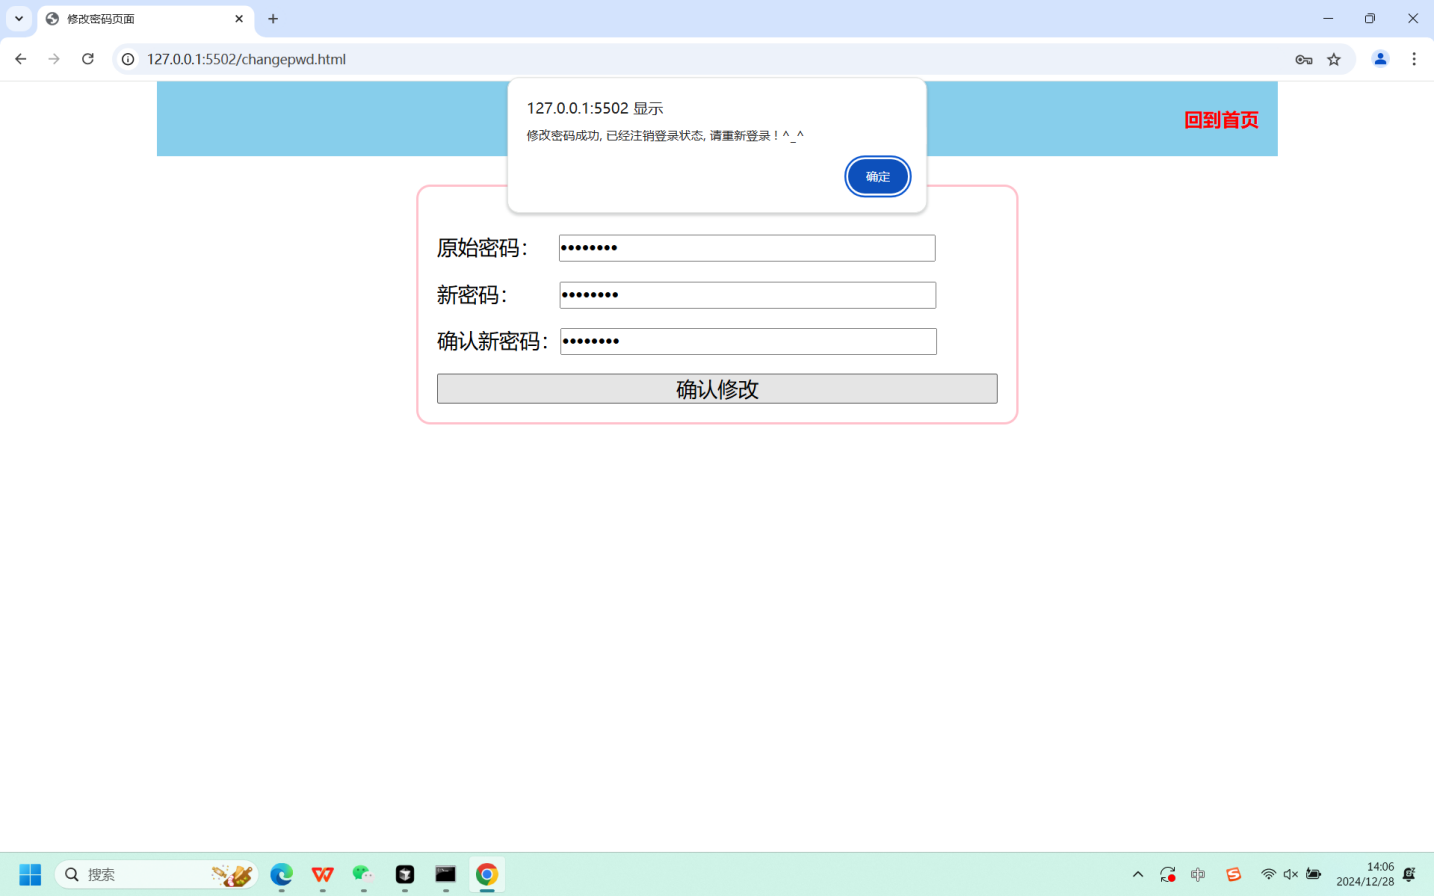 修改密码页面
127.0.0.1:5502/changepwd.html
127.0.0.1:5502 显示
修改密码成功, 已经注销登录状态, 请重新登录！^_^
确定
回到首页
原始密码：
••••••••
新密码：
••••••••
确认新密码：
••••••••
确认修改
搜索
中
14:06
2024/12/28